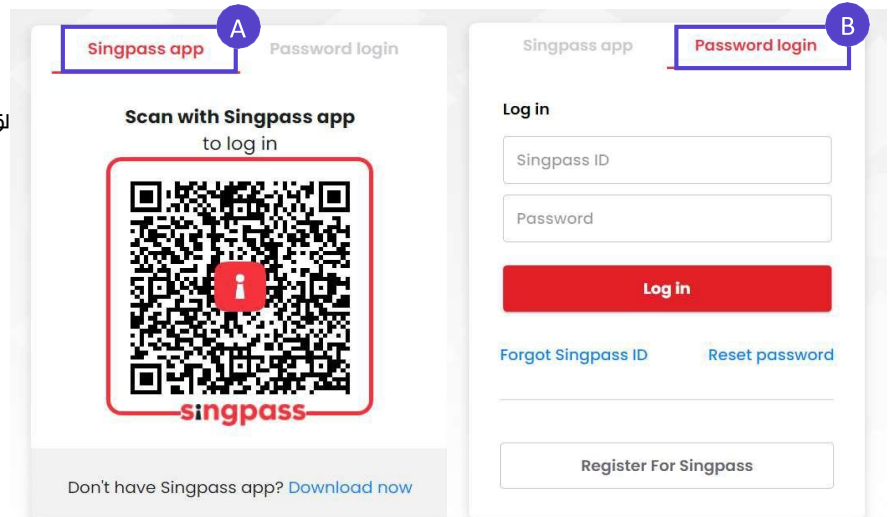 A
Singpass app
Password login
Scan with Singpass app
to log in
singpass
Don't have Singpass app? Download now
B
Singpass app
Password login
Log in
Singpass ID
Password
Log in
Forgot Singpass ID
Reset password
Register For Singpass